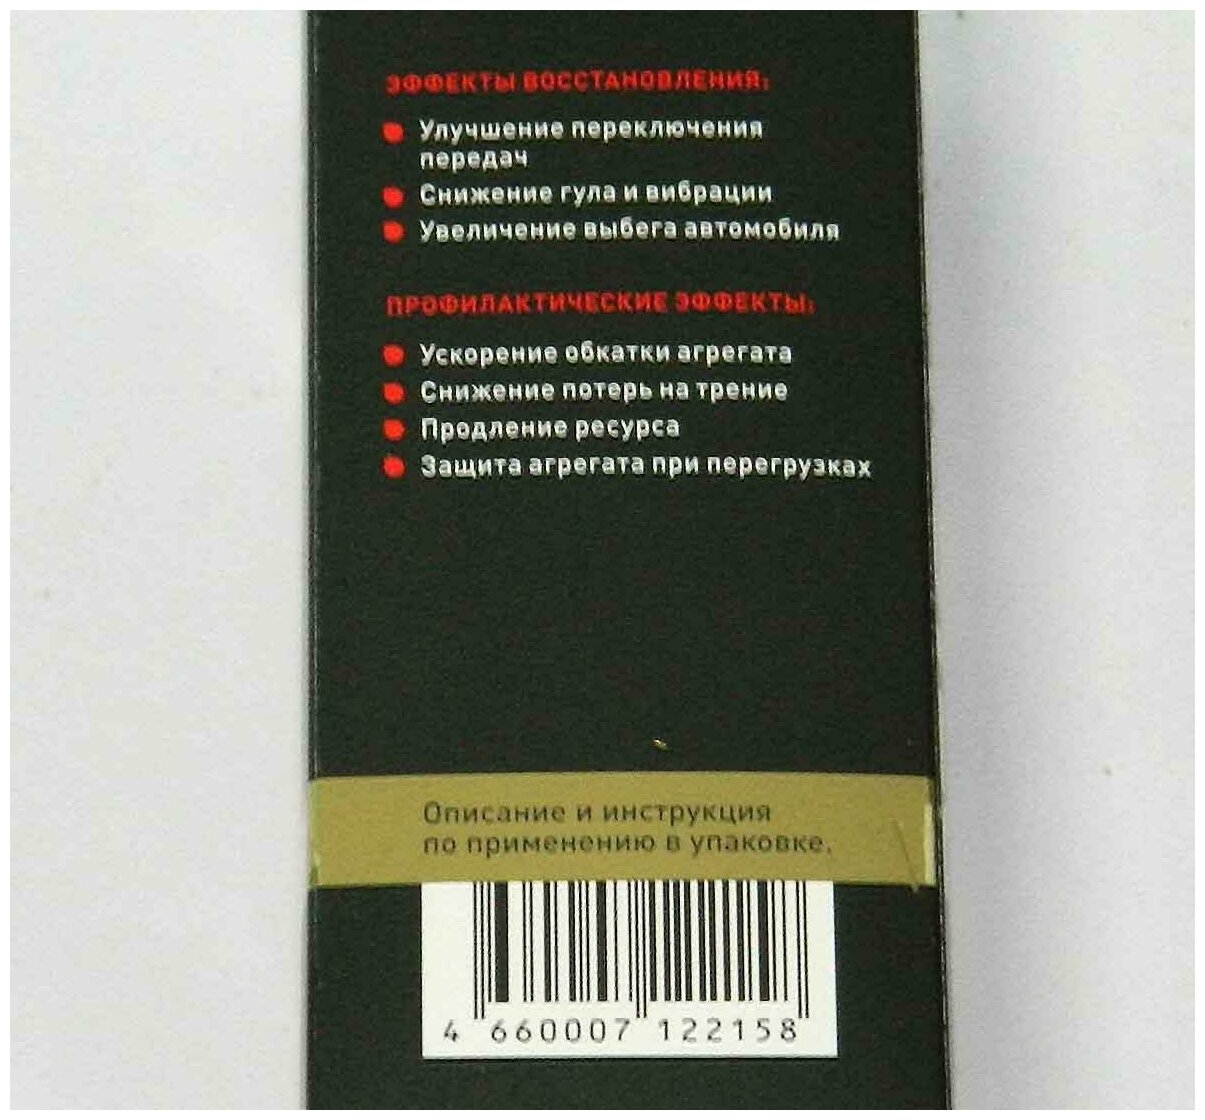 ЭФФЕКТЫ ВОССТАНОВЛЕНИЯ:
Улучшение переключения
передач
Снижение гула и вибрации
Увеличение выбега автомобиля
ПРОФИЛАКТИЧЕСКИЕ ЭФФЕКТЫ:
Ускорение обкатки агрегата
Снижение потерь на трение
Продление ресурса
Защита агрегата при перегрузках
Описание и инструкция
по применению в упаковке.
4 660007 122158